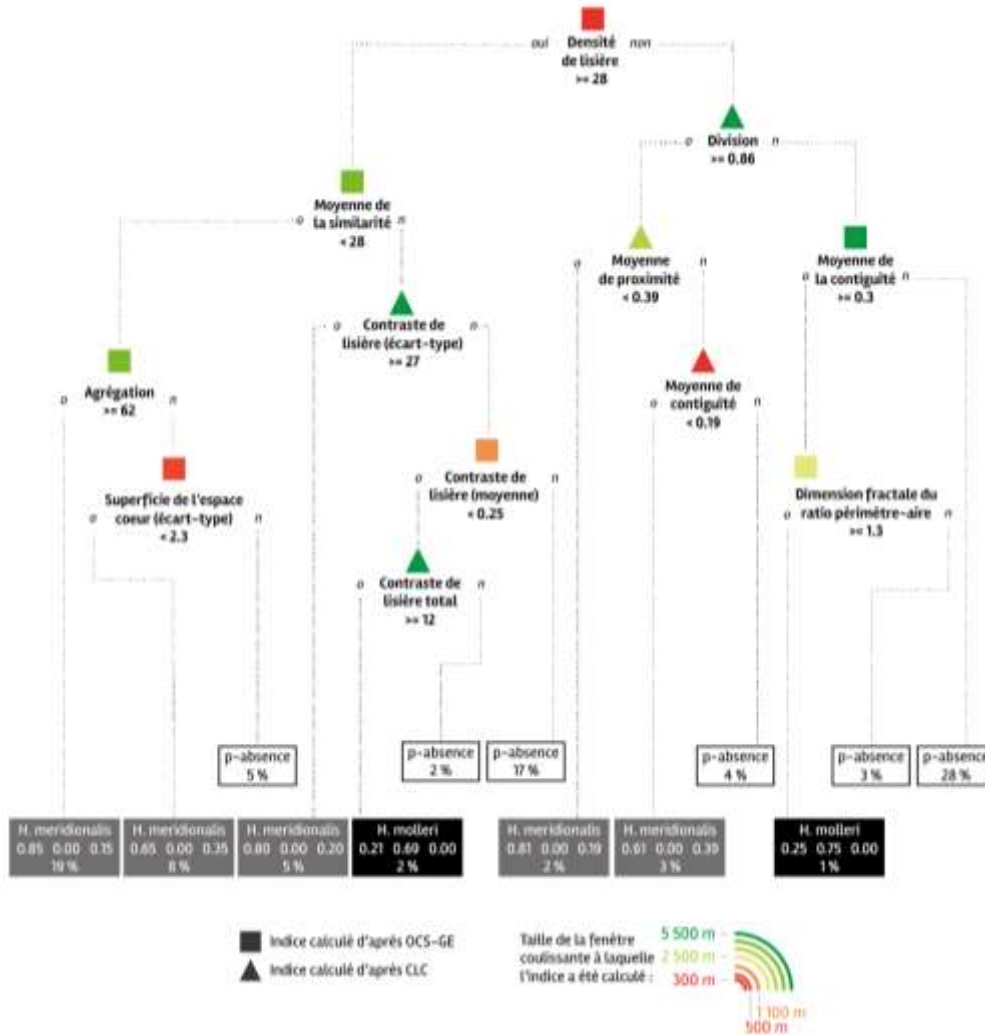 oui
Densité
de lisière
>= 28
non
o
Division
>= 0.86
n
o
Moyenne de
la similarité
< 28
n
o
Moyenne
de proximité
< 0.39
n
o
Moyenne de
la contiguité
>= 0.3
n
o
Contraste de
lisière (écart-type)
>= 27
n
o
Agrégation
>= 62
n
o
Moyenne de
contiguité
< 0.19
n
o
Superficie de l'espace
coeur (écart-type)
< 2.3
n
o
Contraste de
lisière (moyenne)
< 0.25
n
o
Dimension fractale du
ratio périmètre-aire
>= 1.3
n
o
Contraste de
lisière total
>= 12
n
p-absence
5 %
p-absence
2 %
p-absence
17 %
p-absence
4 %
p-absence
3 %
p-absence
28 %
H. meridionalis
0.85 0.00 0.15
19 %
H. meridionalis
0.65 0.00 0.35
8 %
H. meridionalis
0.80 0.00 0.20
5 %
H. molleri
0.21 0.69 0.00
2 %
H. meridionalis
0.81 0.00 0.19
2 %
H. meridionalis
0.61 0.00 0.39
3 %
H. molleri
0.25 0.75 0.00
1 %
Indice calculé d'après OCS-GE
Indice calculé d'après CLC
Taille de la fenêtre
coulissante à laquelle
l'indice a été calculé :
5 500 m
2 500 m
300 m
1 100 m
500 m